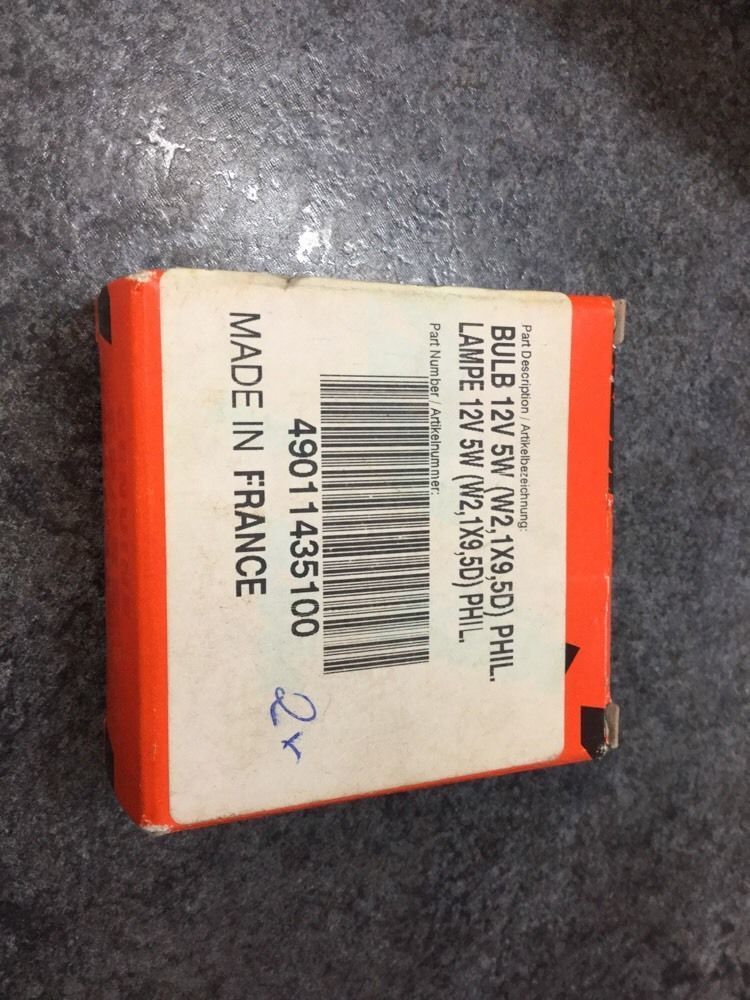 Part Description / Artikelbezeichnung:
BULB 12V 5W (W2,1X9,5D) PHIL.
LAMPE 12V 5W (W2,1X9,5D) PHIL.
Part Number / Artikelnummer:
49011435100
MADE IN FRANCE
2x